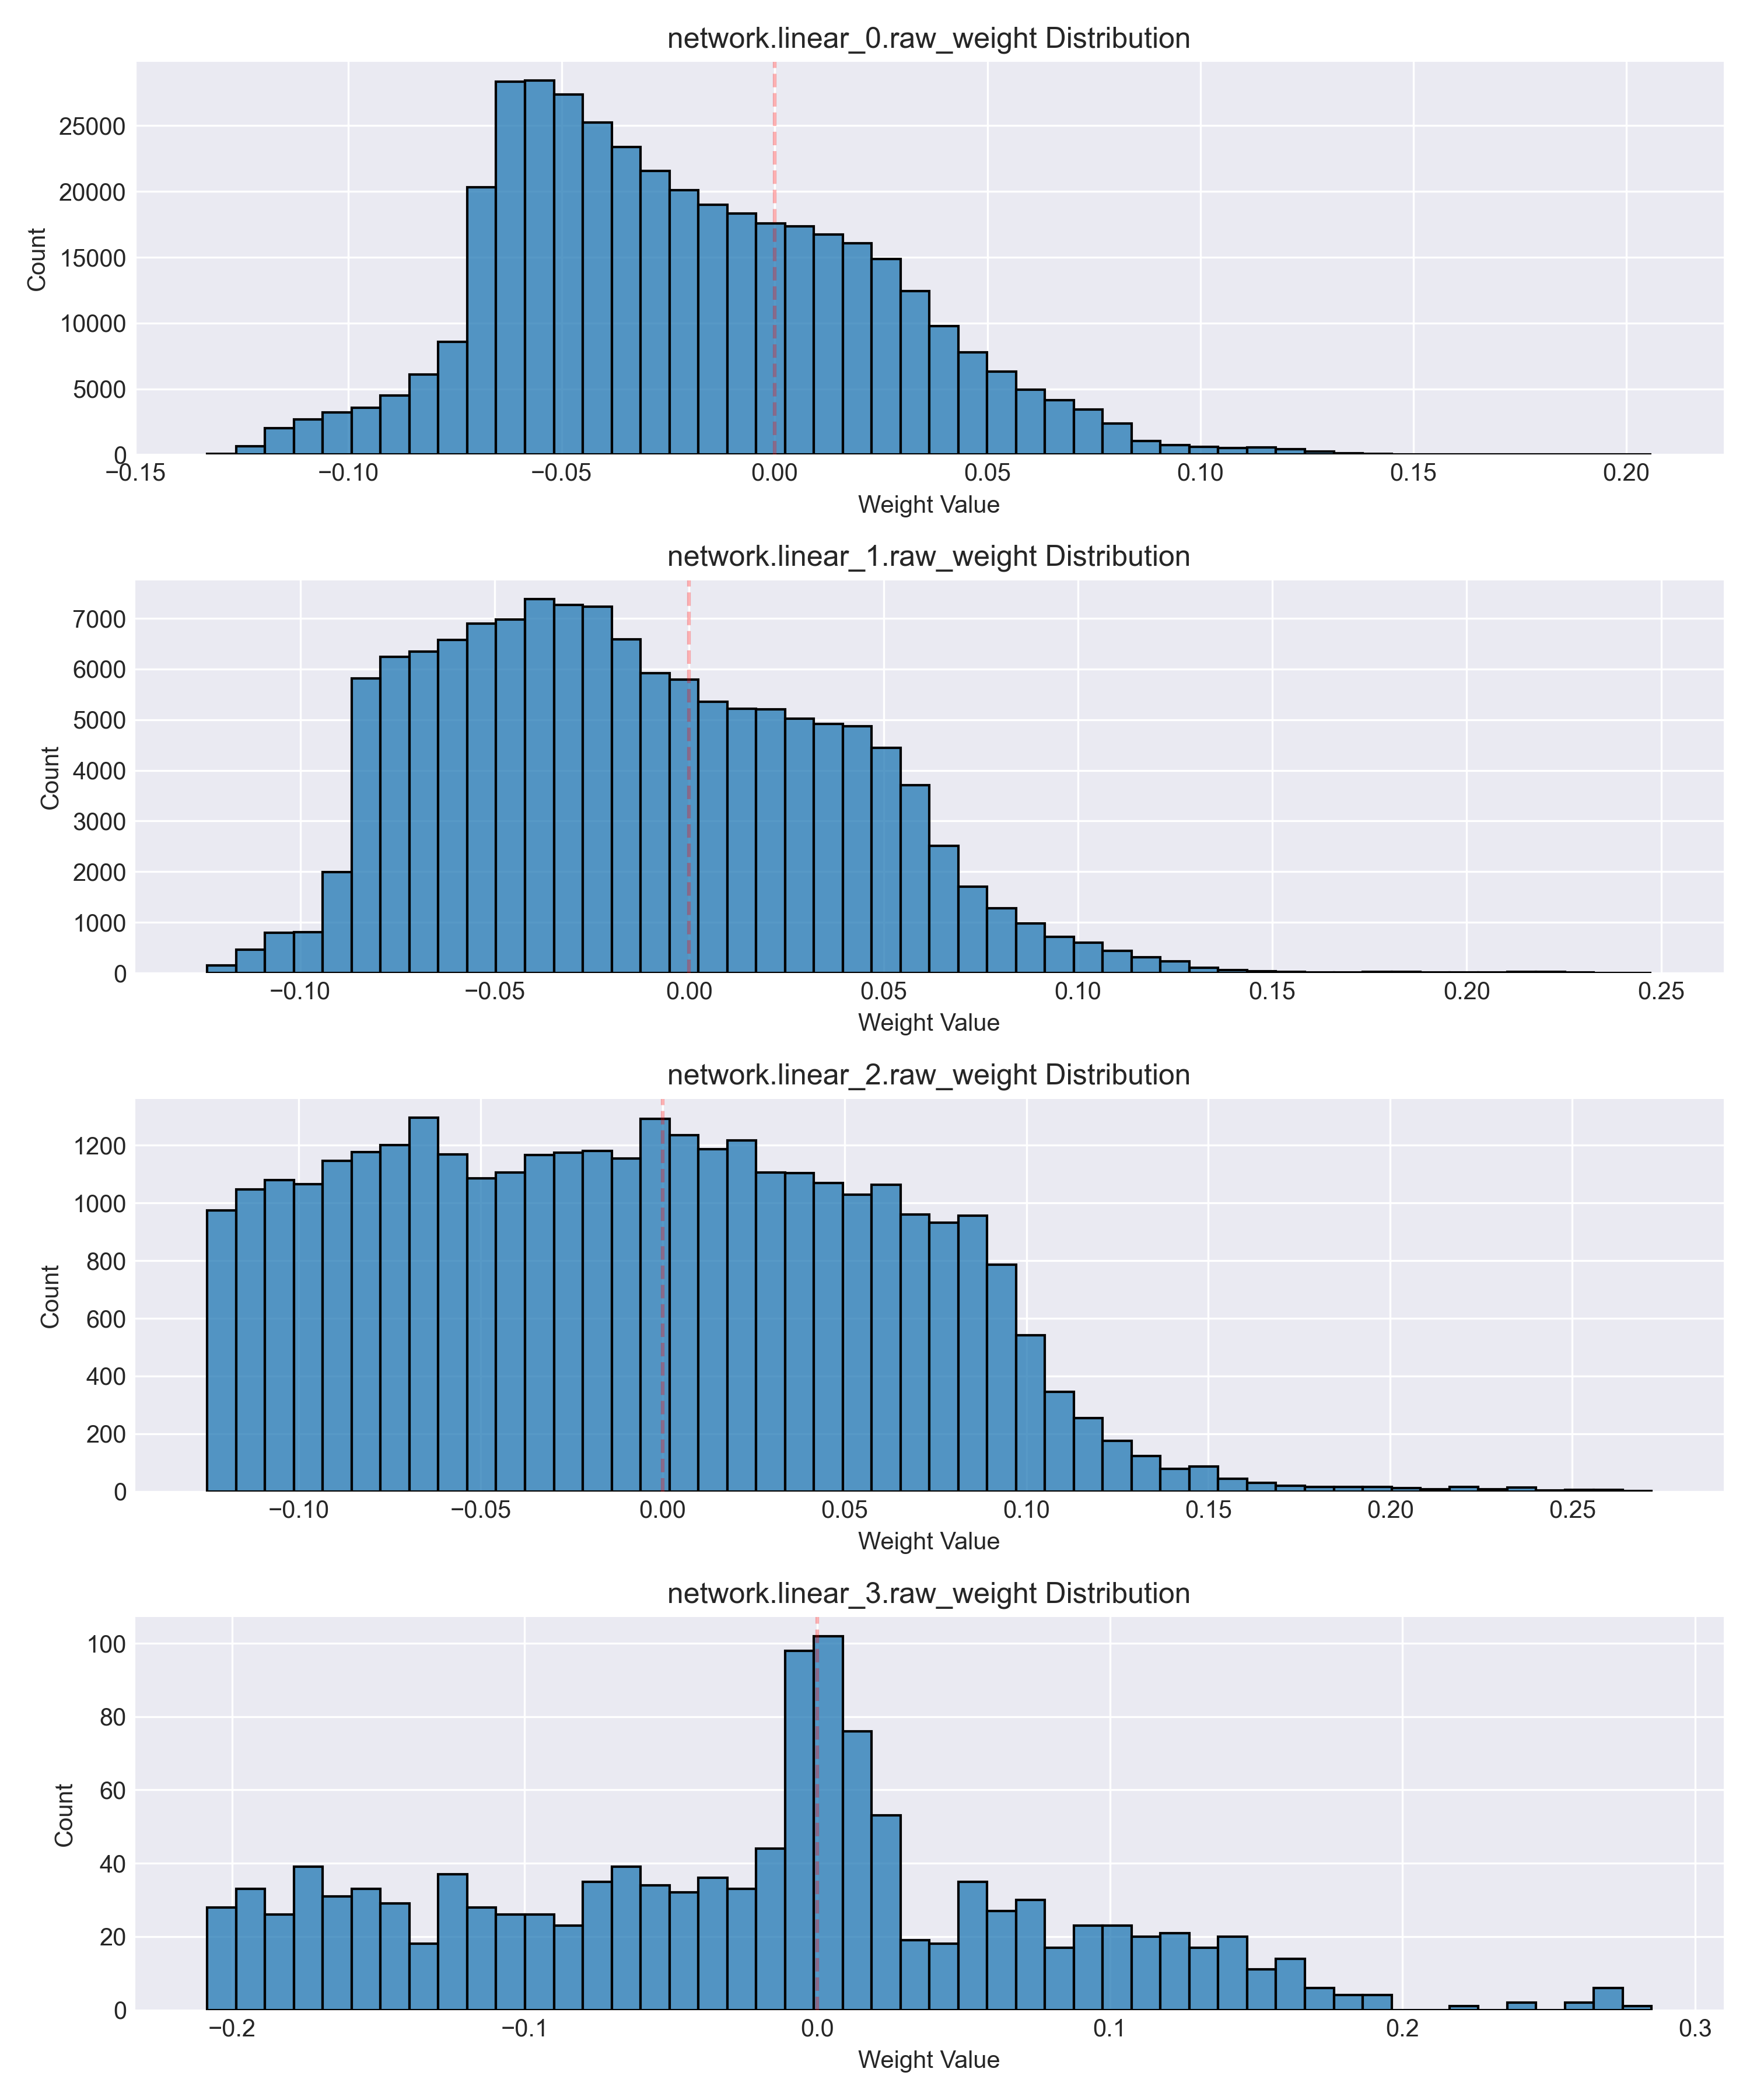 network.linear_0.raw_weight Distribution
Count
25000
20000
15000
10000
5000
0
−0.15 −0.10 −0.05 0.00 0.05 0.10 0.15 0.20
Weight Value
network.linear_1.raw_weight Distribution
Count
7000
6000
5000
4000
3000
2000
1000
0
−0.10 −0.05 0.00 0.05 0.10 0.15 0.20 0.25
Weight Value
network.linear_2.raw_weight Distribution
Count
1200
1000
800
600
400
200
0
−0.10 −0.05 0.00 0.05 0.10 0.15 0.20 0.25
Weight Value
network.linear_3.raw_weight Distribution
Count
100
80
60
40
20
0
−0.2 −0.1 0.0 0.1 0.2 0.3
Weight Value